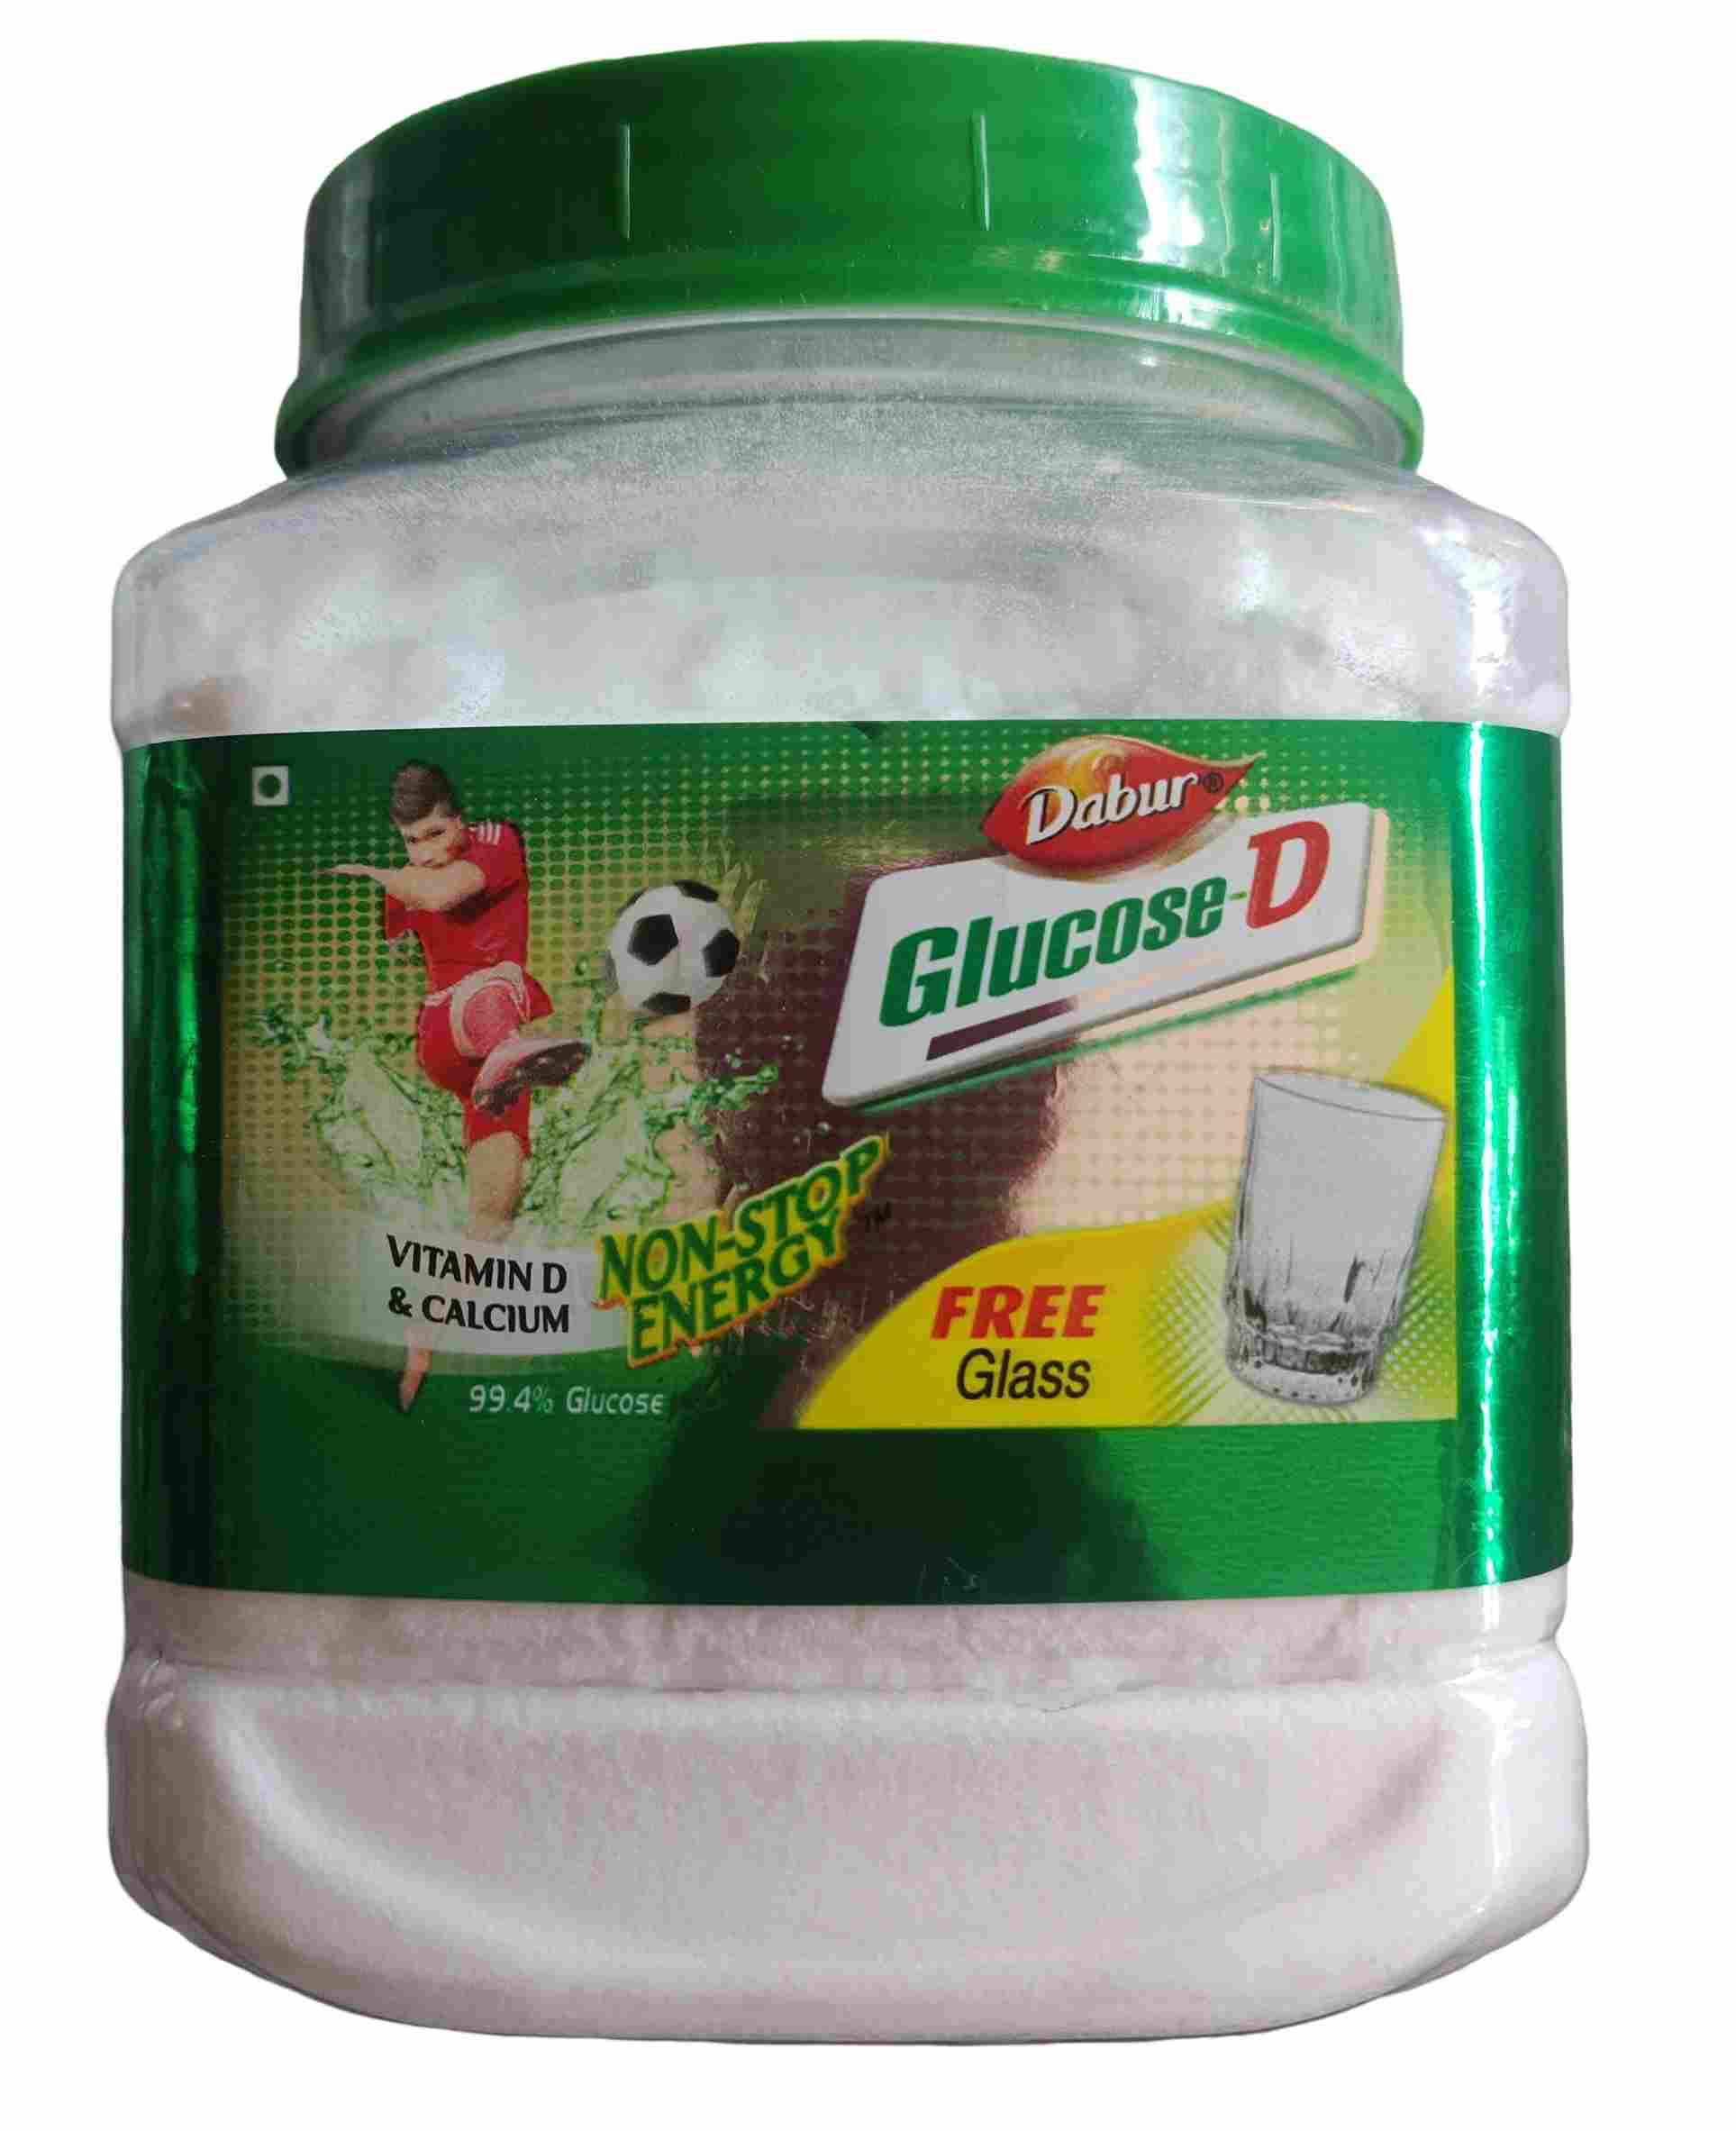 Dabur®
Glucose-D
VITAMIN D
& CALCIUM
NON-STOP
ENERGY™
99.4% Glucose
FREE
Glass